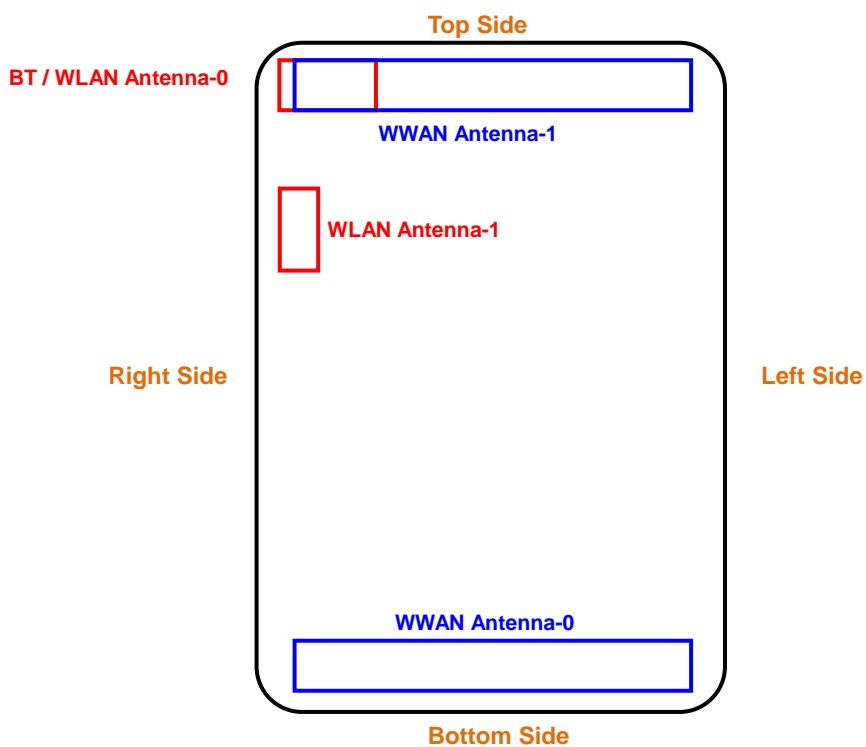 Top Side
BT / WLAN Antenna-0
WWAN Antenna-1
WLAN Antenna-1
Right Side
Left Side
WWAN Antenna-0
Bottom Side